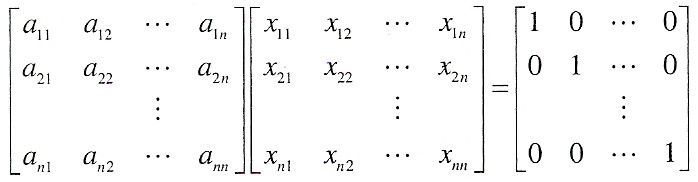 [a₁₁ a₁₂ ⋯ a₁ₙ] [x₁₁ x₁₂ ⋯ x₁ₙ] [1 0 ⋯ 0]
[a₂₁ a₂₂ ⋯ a₂ₙ] [x₂₁ x₂₂ ⋯ x₂ₙ] = [0 1 ⋯ 0]
[⋮] [⋮] [⋮]
[aₙ₁ aₙ₂ ⋯ aₙₙ] [xₙ₁ xₙ₂ ⋯ xₙₙ] [0 0 ⋯ 1]